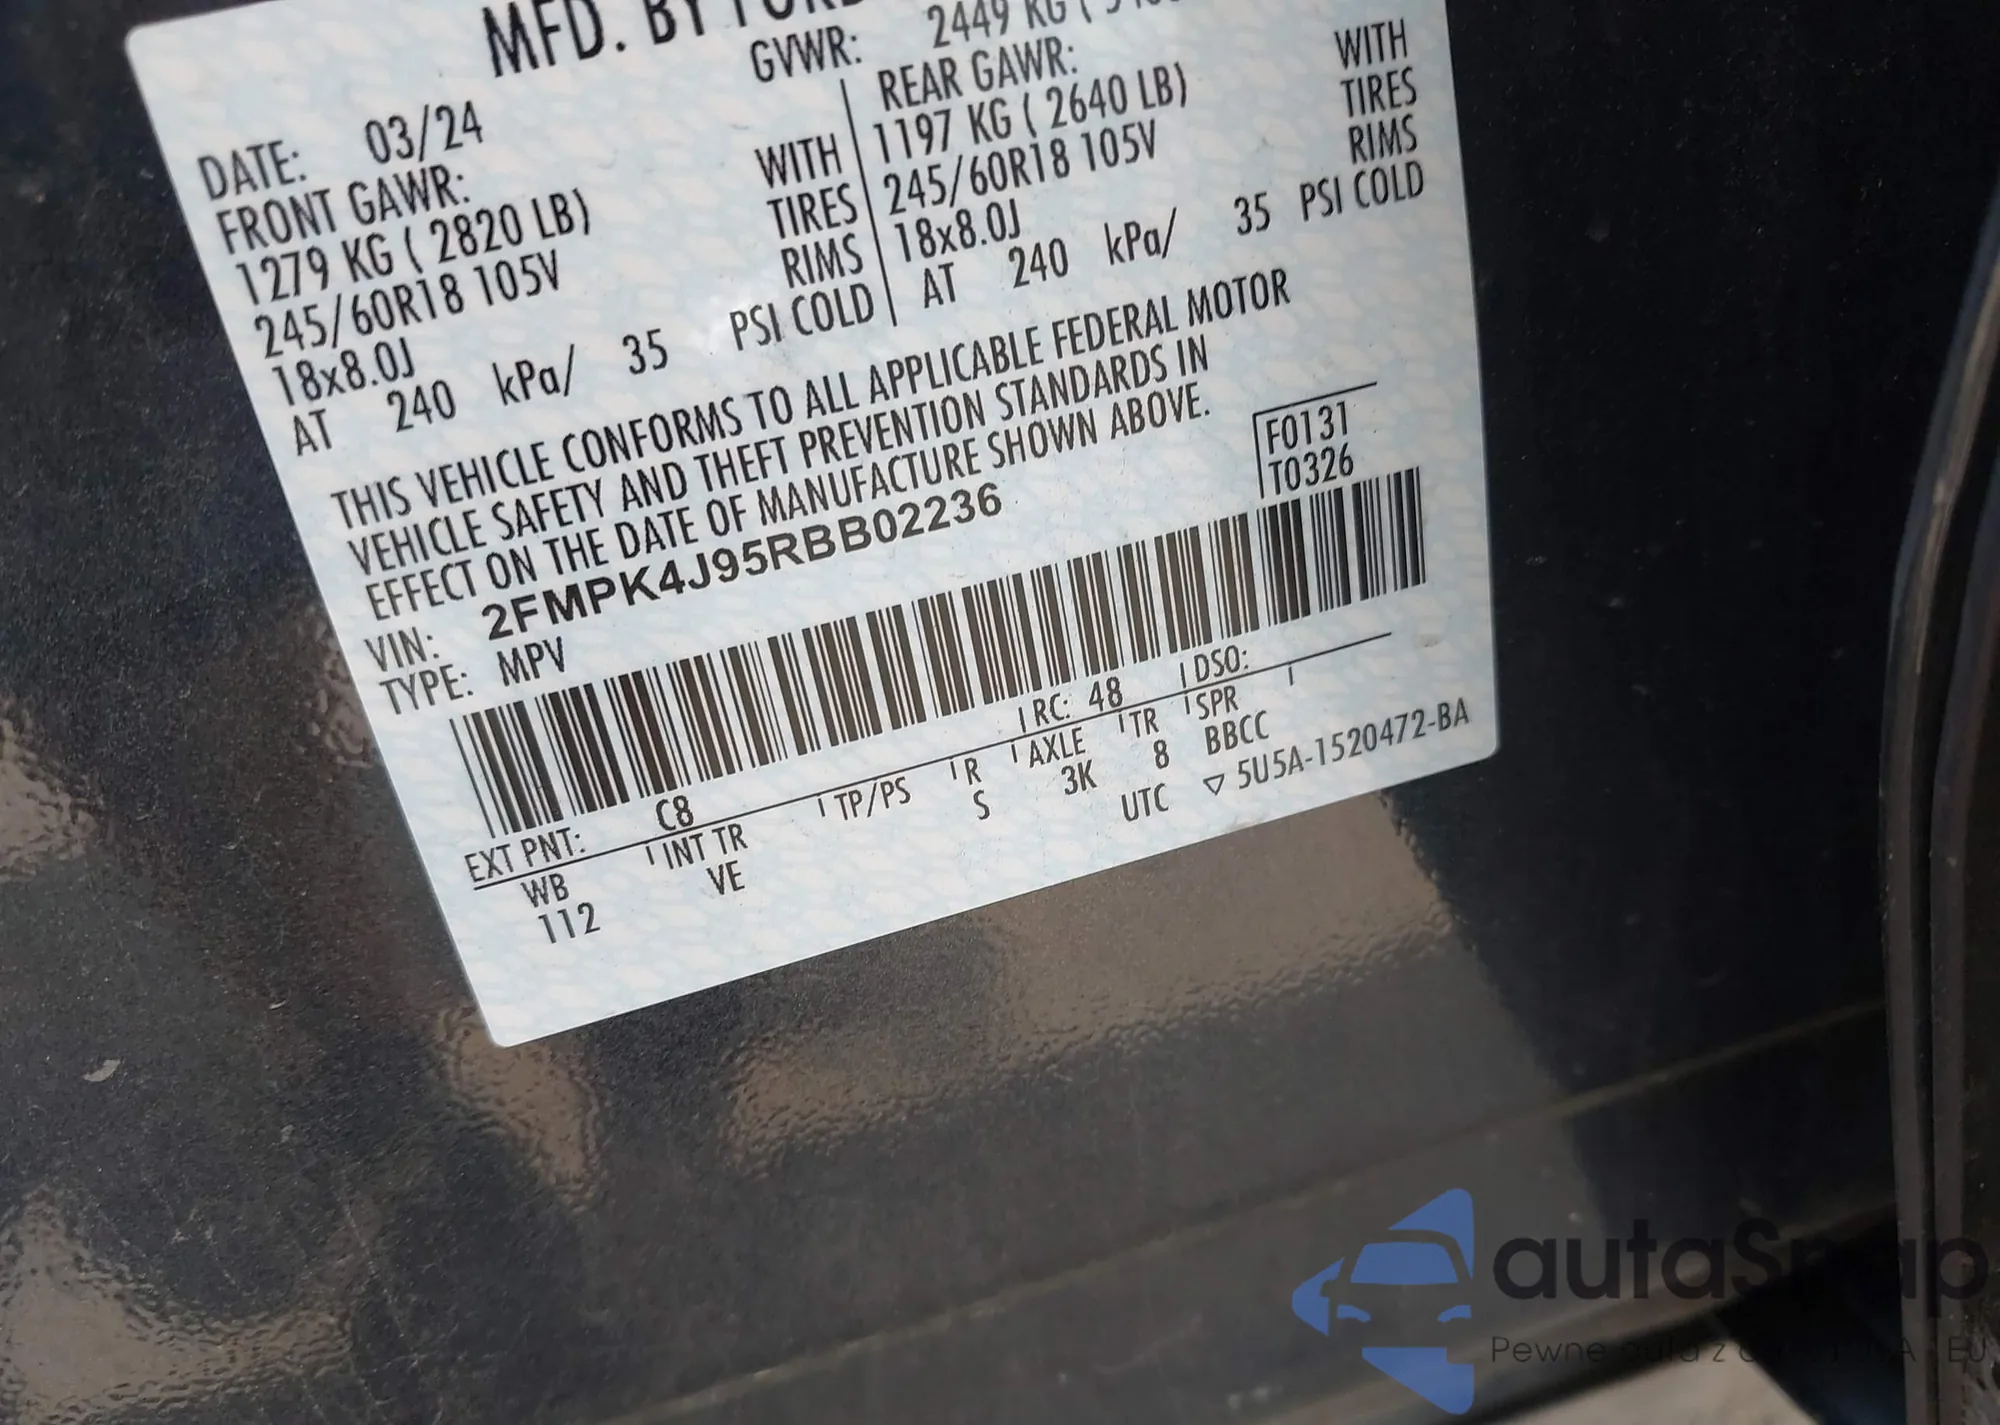 MFD. BY FORD
GVWR: 2449 KG (
DATE: 03/24
FRONT GAWR:
1279 KG ( 2820 LB) WITH
245/60R18 105V TIRES
18x8.0J RIMS
AT 240 kPa/ 35 PSI COLD
REAR GAWR:
1197 KG ( 2640 LB) WITH
245/60R18 105V TIRES
18x8.0J RIMS
AT 240 kPa/ 35 PSI COLD
THIS VEHICLE CONFORMS TO ALL APPLICABLE FEDERAL MOTOR
VEHICLE SAFETY AND THEFT PREVENTION STANDARDS IN
EFFECT ON THE DATE OF MANUFACTURE SHOWN ABOVE.
VIN: 2FMPK4J95RBB02236
TYPE: MPV
F0131
T0326
EXT PNT: C8 RC: 48 DSO:
WB INT TR TP/PS R AXLE TR SPR
112 VE S 3K 8 BBCC
UTC ▽ 5U5A-1520472-BA
autaSnap
Pewne auta z